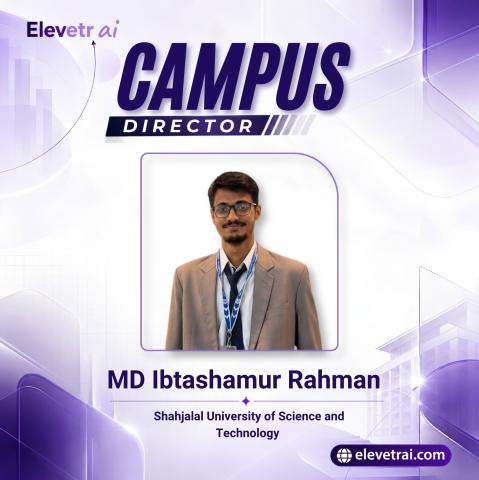 Elevetr ai
CAMPUS
DIRECTOR
MD Ibtashamur Rahman
Shahjalal University of Science and
Technology
elevetrai.com